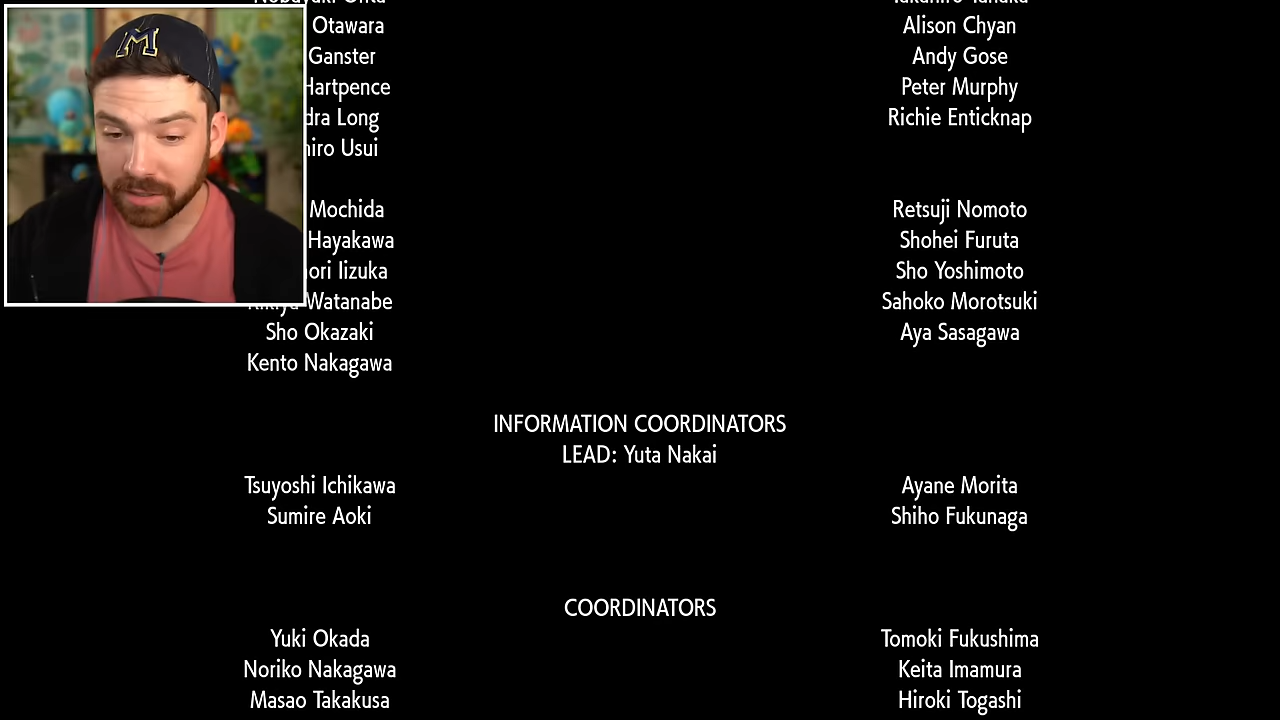 M
Otawara Alison Chyan
Ganster Andy Gose
Hartpence Peter Murphy
Long Richie Enticknap
Usui
Mochida Retsuji Nomoto
Hayakawa Shohei Furuta
Iizuka Sho Yoshimoto
Watanabe Sahoko Morotsuki
Sho Okazaki Aya Sasagawa
Kento Nakagawa
INFORMATION COORDINATORS
LEAD: Yuta Nakai
Tsuyoshi Ichikawa Ayane Morita
Sumire Aoki Shiho Fukunaga
COORDINATORS
Yuki Okada Tomoki Fukushima
Noriko Nakagawa Keita Imamura
Masao Takakusa Hiroki Togashi